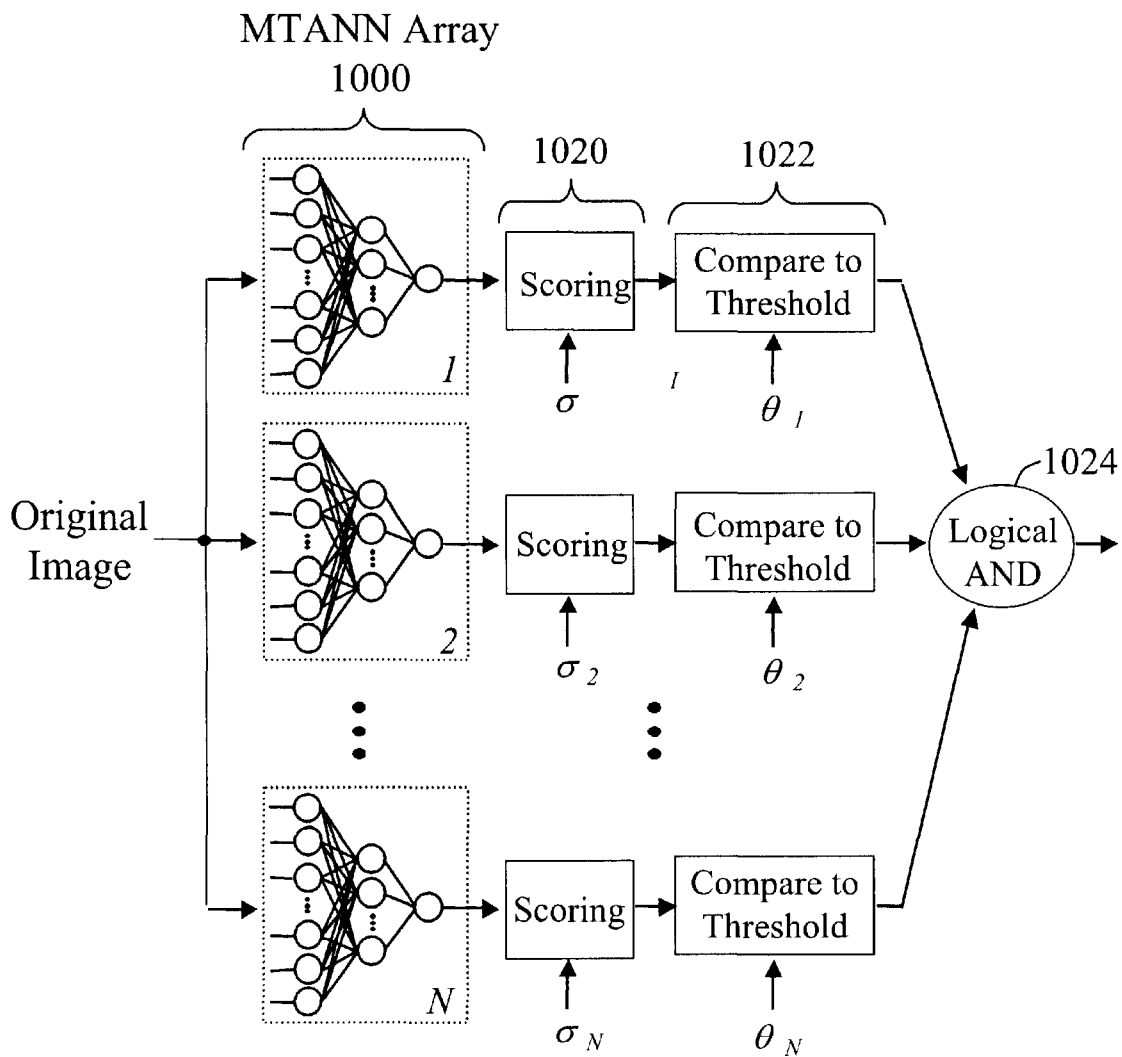 MTANN Array
1000
1020
1022
1
Scoring
Compare to
Threshold
σ
I
θ I
1024
Original
Image
2
Scoring
Compare to
Threshold
Logical
AND
σ 2
θ 2
N
Scoring
Compare to
Threshold
σ N
θ N